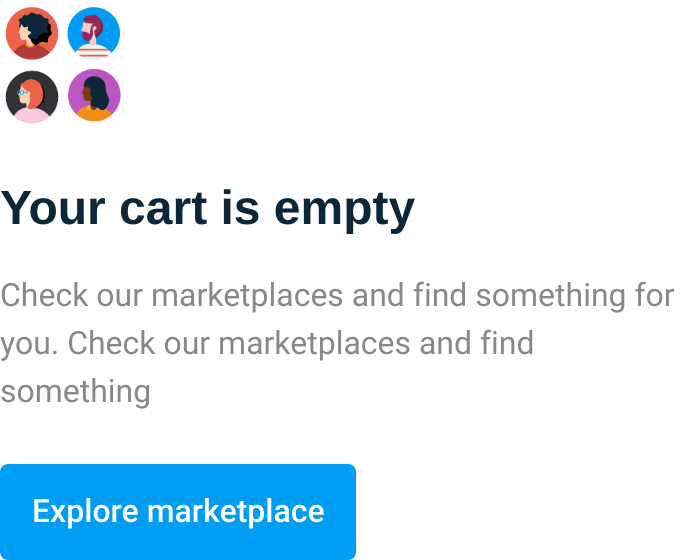 Your cart is empty
Check our marketplaces and find something for
you. Check our marketplaces and find
something
Explore marketplace